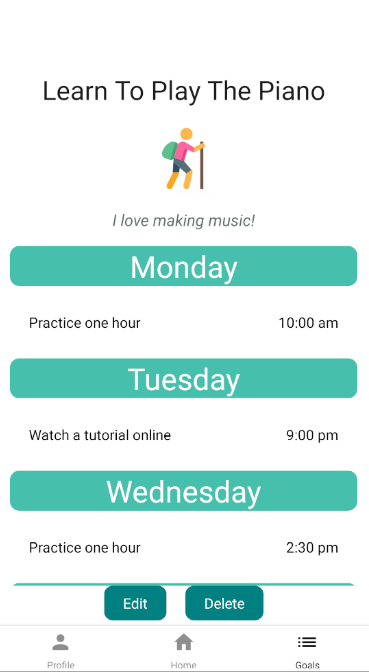 Learn To Play The Piano
I love making music!
Monday
Practice one hour 10:00 am
Tuesday
Watch a tutorial online 9:00 pm
Wednesday
Practice one hour 2:30 pm
Edit Delete
Profile Home Goals